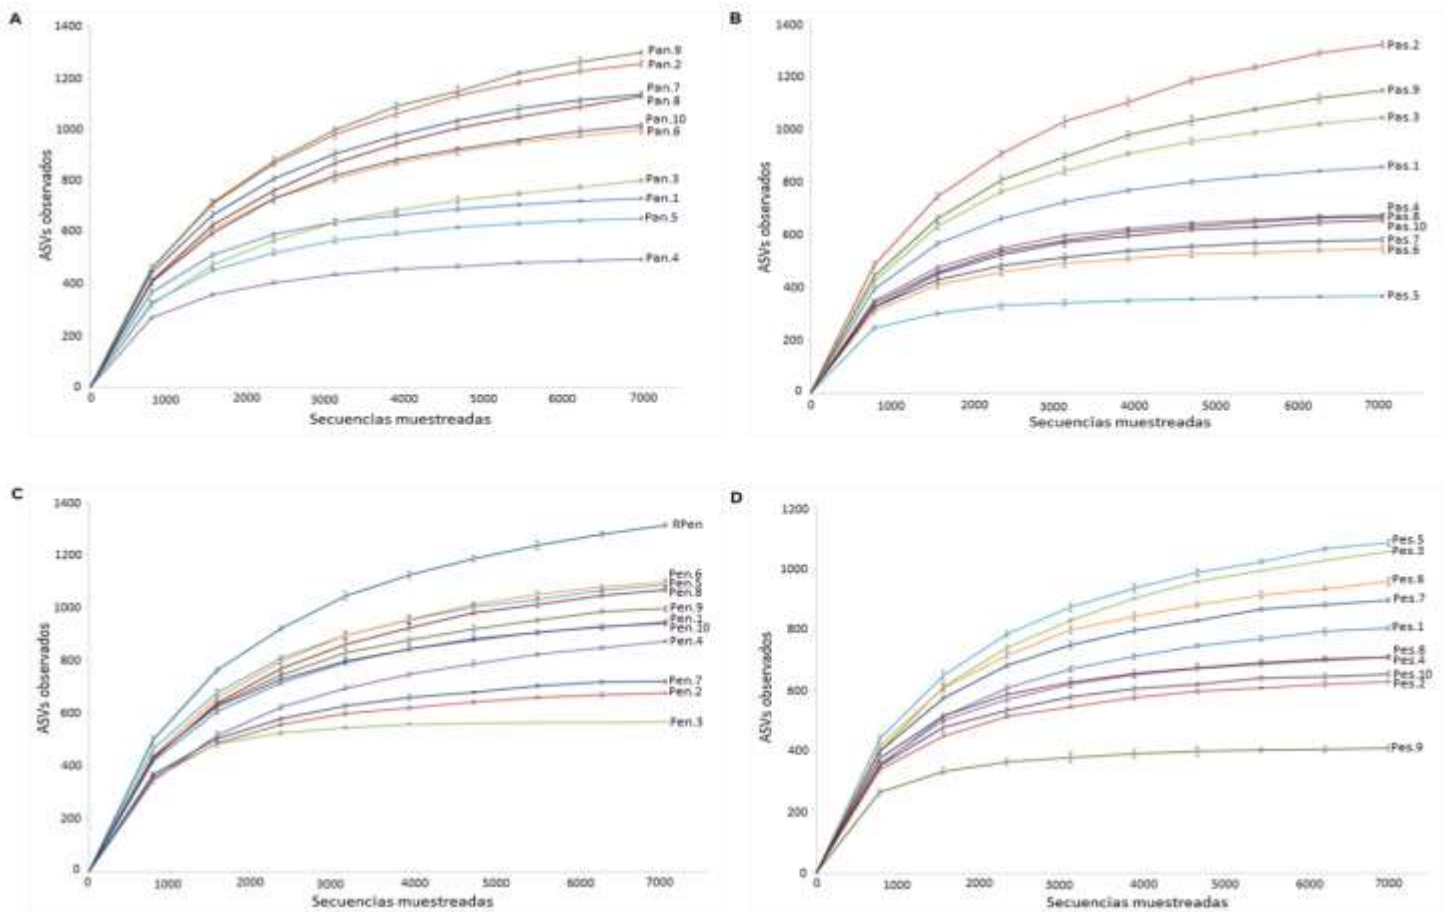 A
1400
1200
1000
800
600
400
200
0
ASVs observados
Pan.9
Pan.2
Pan.7
Pan.8
Pan.10
Pan.6
Pan.3
Pan.1
Pan.5
Pan.4
0 1000 2000 3000 4000 5000 6000 7000
Secuencias muestreadas
B
1400
1200
1000
800
600
400
200
0
ASVs observados
Pas.2
Pas.9
Pas.3
Pas.1
Pas.4
Pas.8
Pas.10
Pas.7
Pas.6
Pas.5
0 1000 2000 3000 4000 5000 6000 7000
Secuencias muestreadas
C
1400
1200
1000
800
600
400
200
0
ASVs observados
RPen
Pen.6
Pen.8
Pen.9
Pen.1
Pen.10
Pen.4
Pen.7
Pen.2
Pen.3
0 1000 2000 3000 4000 5000 6000 7000
Secuencias muestreadas
D
1200
1000
800
600
400
200
0
ASVs observados
Pes.5
Pes.3
Pes.7
Pes.1
Pes.4
Pes.10
Pes.2
Pes.9
0 1000 2000 3000 4000 5000 6000 7000
Secuencias muestreadas